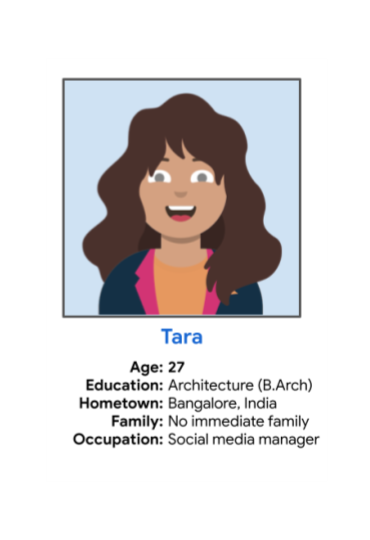 Tara
Age: 27
Education: Architecture (B.Arch)
Hometown: Bangalore, India
Family: No immediate family
Occupation: Social media manager